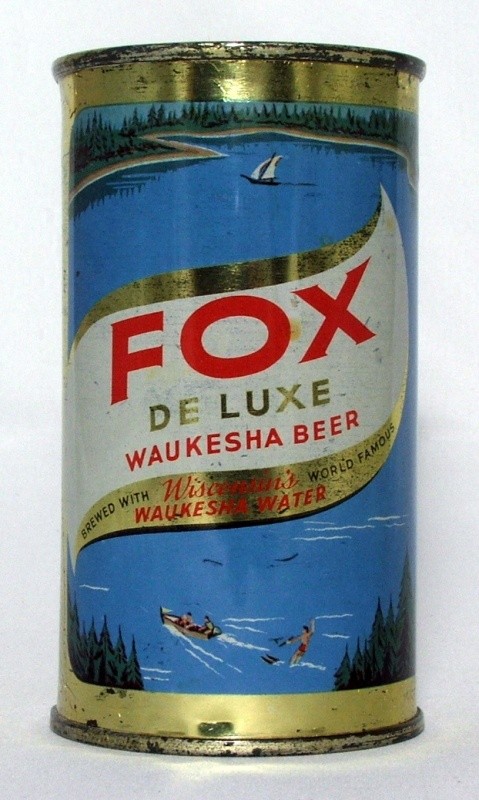 FOX
DE LUXE
WAUKESHA BEER
BREWED WITH Wisconsin's WORLD FAMOUS
WAUKESHA WATER